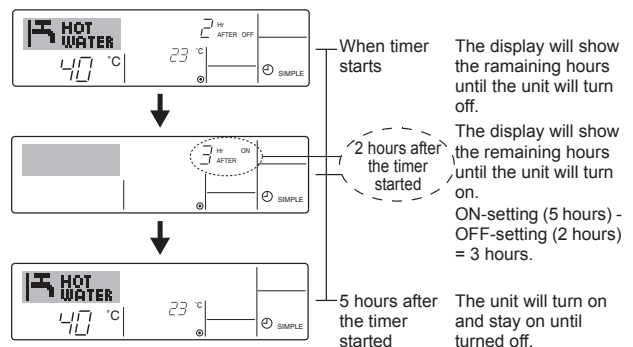 HOT
WATER
40 °C
2 Hr
AFTER OFF
23 °C
SIMPLE
When timer
starts
The display will show
the ramaining hours
until the unit will turn
off.
3 Hr ON
AFTER
SIMPLE
2 hours after
the timer
started
The display will show
the remaining hours
until the unit will turn
on.
ON-setting (5 hours) -
OFF-setting (2 hours)
= 3 hours.
HOT
WATER
40 °C
23 °C
SIMPLE
5 hours after
the timer
started
The unit will turn on
and stay on until
turned off.